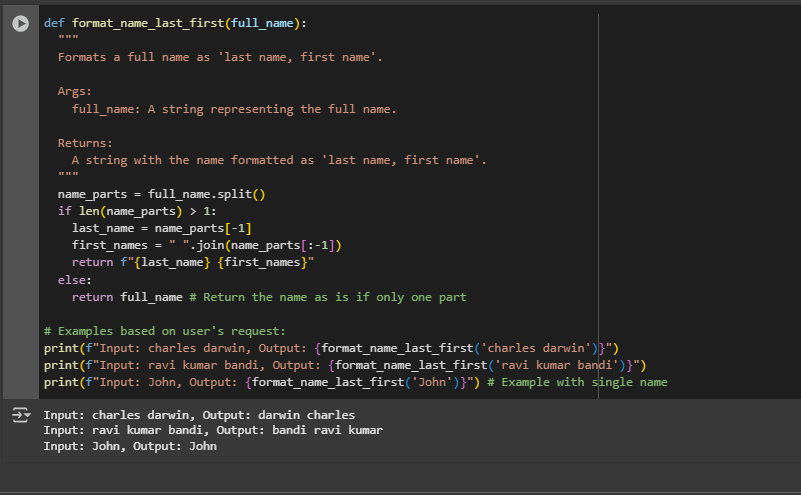 def format_name_last_first(full_name):
  """
  Formats a full name as 'last name, first name'.

  Args:
    full_name: A string representing the full name.

  Returns:
    A string with the name formatted as 'last name, first name'.
  """
  name_parts = full_name.split()
  if len(name_parts) > 1:
    last_name = name_parts[-1]
    first_names = " ".join(name_parts[:-1])
    return f"{last_name} {first_names}"
  else:
    return full_name # Return the name as is if only one part

# Examples based on user's request:
print(f"Input: charles darwin, Output: {format_name_last_first('charles darwin')}")
print(f"Input: ravi kumar bandi, Output: {format_name_last_first('ravi kumar bandi')}")
print(f"Input: John, Output: {format_name_last_first('John')}") # Example with single name
Input: charles darwin, Output: darwin charles
Input: ravi kumar bandi, Output: bandi ravi kumar
Input: John, Output: John